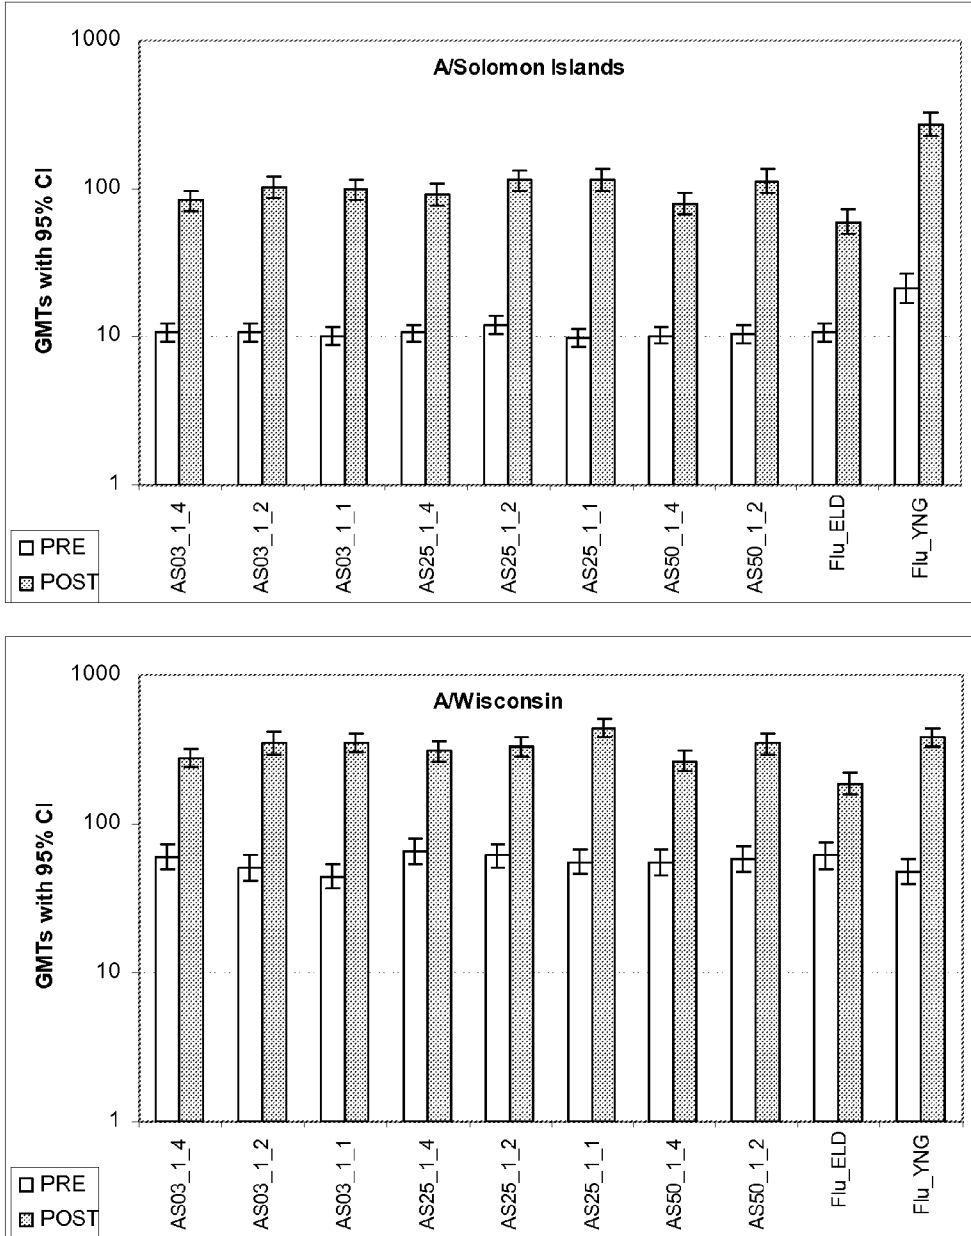 A/Solomon Islands
GMTs with 95% CI
1000
100
10
1
AS03_1_4
AS03_1_2
AS03_1_1
AS25_1_4
AS25_1_2
AS25_1_1
AS50_1_4
AS50_1_2
Flu_ELD
Flu_YNG
PRE
POST
A/Wisconsin
GMTs with 95% CI
1000
100
10
1
AS03_1_4
AS03_1_2
AS03_1_1
AS25_1_4
AS25_1_2
AS25_1_1
AS50_1_4
AS50_1_2
Flu_ELD
Flu_YNG
PRE
POST